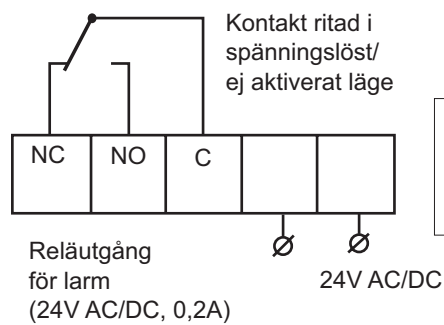 Kontakt ritad i
spänningslöst/
ej aktiverat läge
NC NO C
Reläutgång
för larm
(24V AC/DC, 0,2A)
24V AC/DC